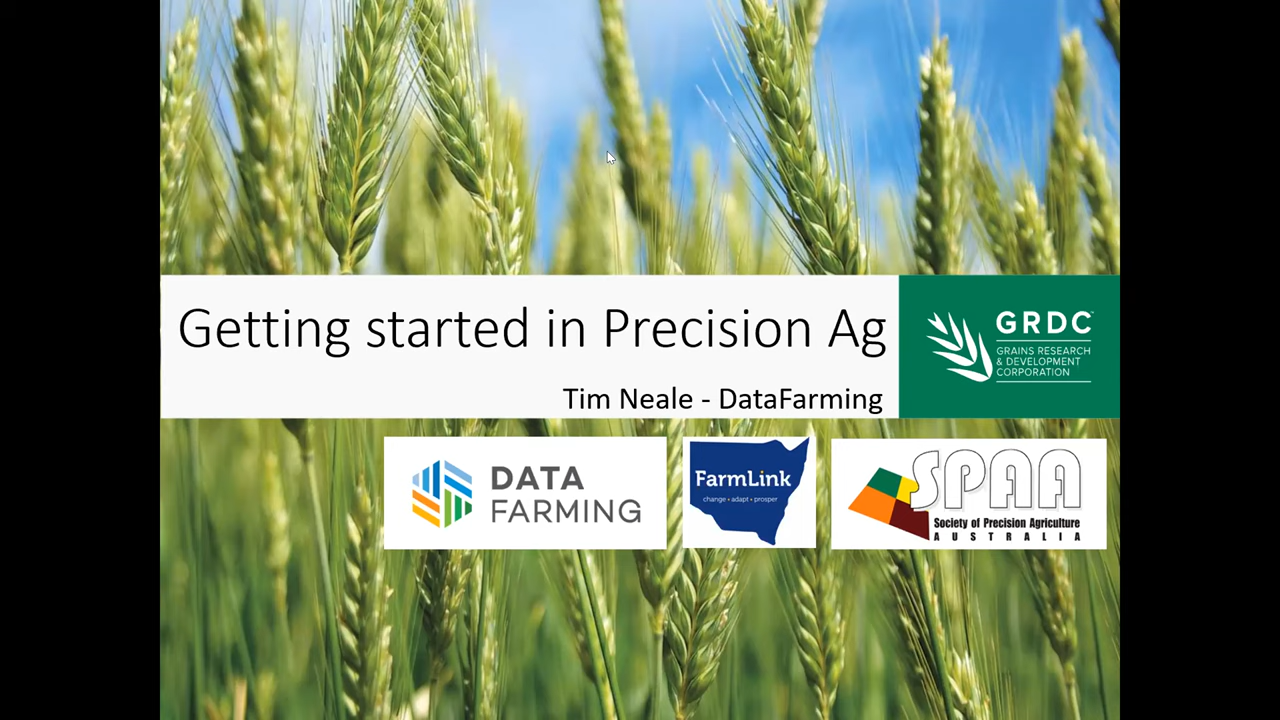 Getting started in Precision Ag
Tim Neale - DataFarming
GRDC
GRAINS RESEARCH
& DEVELOPMENT
CORPORATION
DATA
FARMING
FarmLink
change • adapt • prosper
SPAA
Society of Precision Agriculture
AUSTRALIA